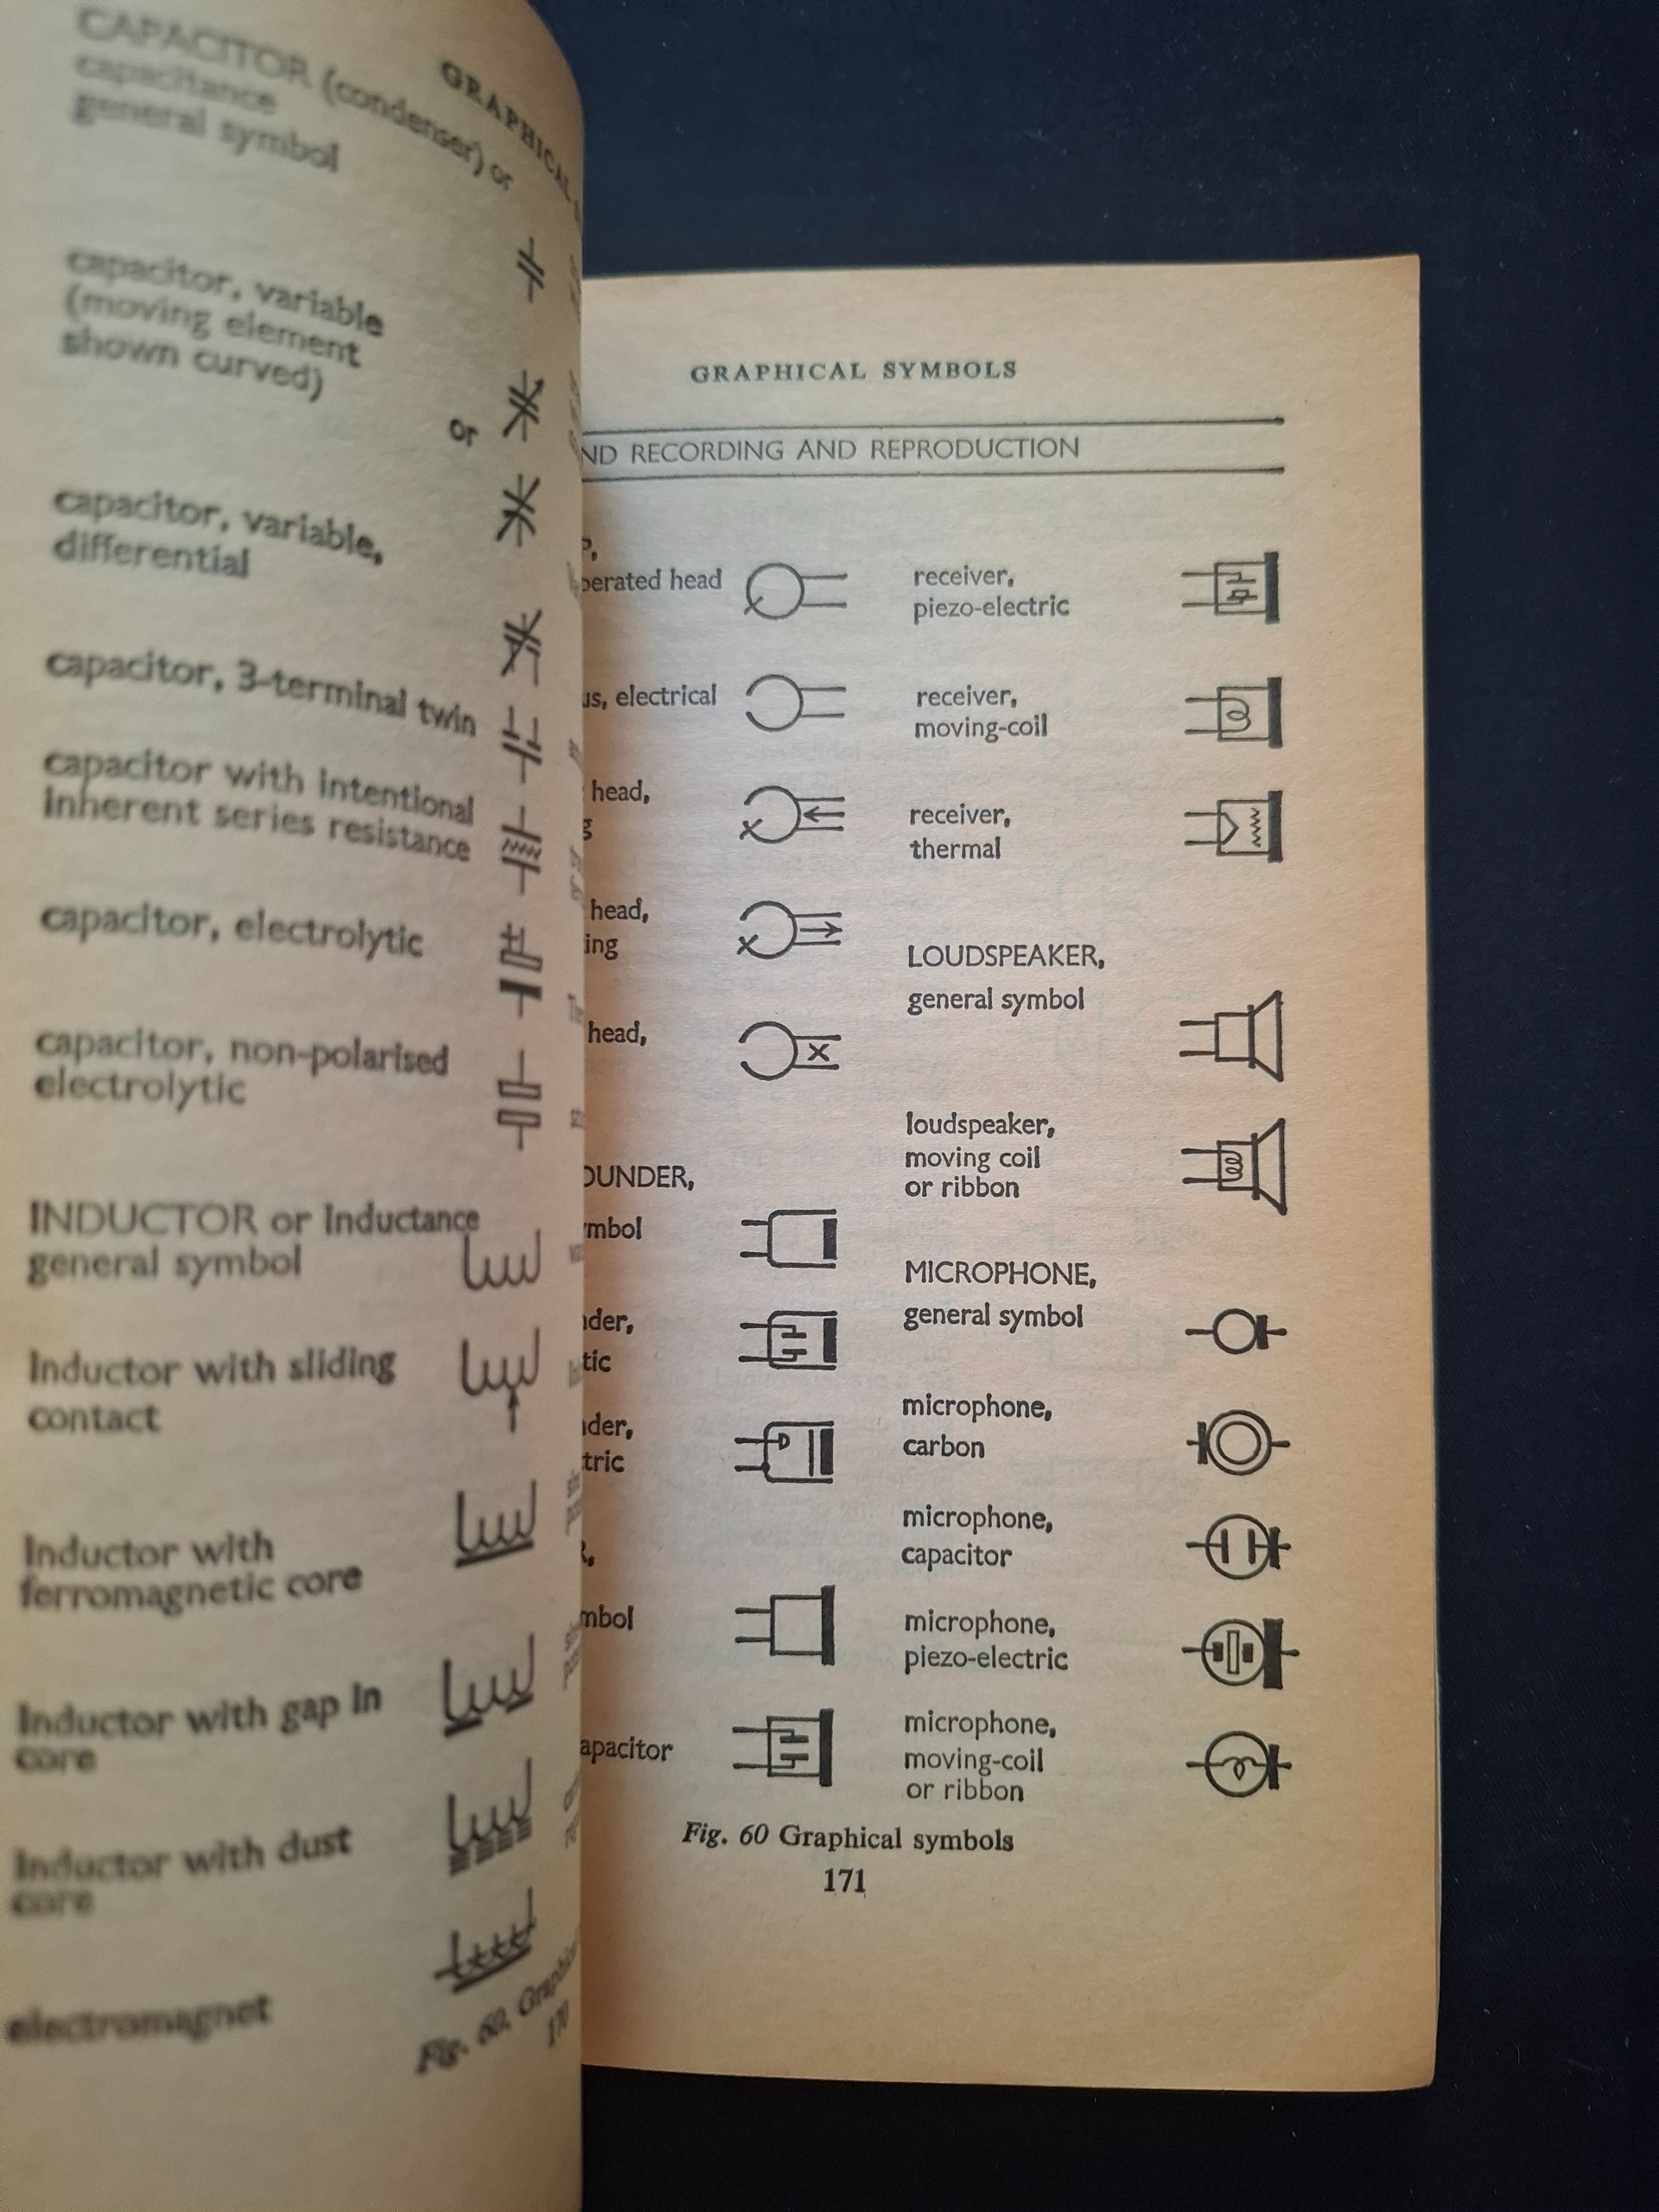 GRAPHICAL
CAPACITOR (condenser) or
capacitance
general symbol
capacitor, variable
(moving element
shown curved)
or
capacitor, variable,
differential
capacitor, 3-terminal twin
capacitor with intentional
inherent series resistance
capacitor, electrolytic
capacitor, non-polarised
electrolytic
INDUCTOR or Inductance
general symbol
Inductor with sliding
contact
Inductor with
ferromagnetic core
Inductor with gap in
core
Inductor with dust
core
electromagnet
Fig. 60.
170
GRAPHICAL SYMBOLS
ND RECORDING AND REPRODUCTION
P,
perated head
us, electrical
head,
g
head,
ing
head,
OUNDER,
mbol
nder,
tic
nder,
tric
R,
mbol
apacitor
receiver,
piezo-electric
receiver,
moving-coil
receiver,
thermal
LOUDSPEAKER,
general symbol
loudspeaker,
moving coil
or ribbon
MICROPHONE,
general symbol
microphone,
carbon
microphone,
capacitor
microphone,
piezo-electric
microphone,
moving-coil
or ribbon
Fig. 60 Graphical symbols
171